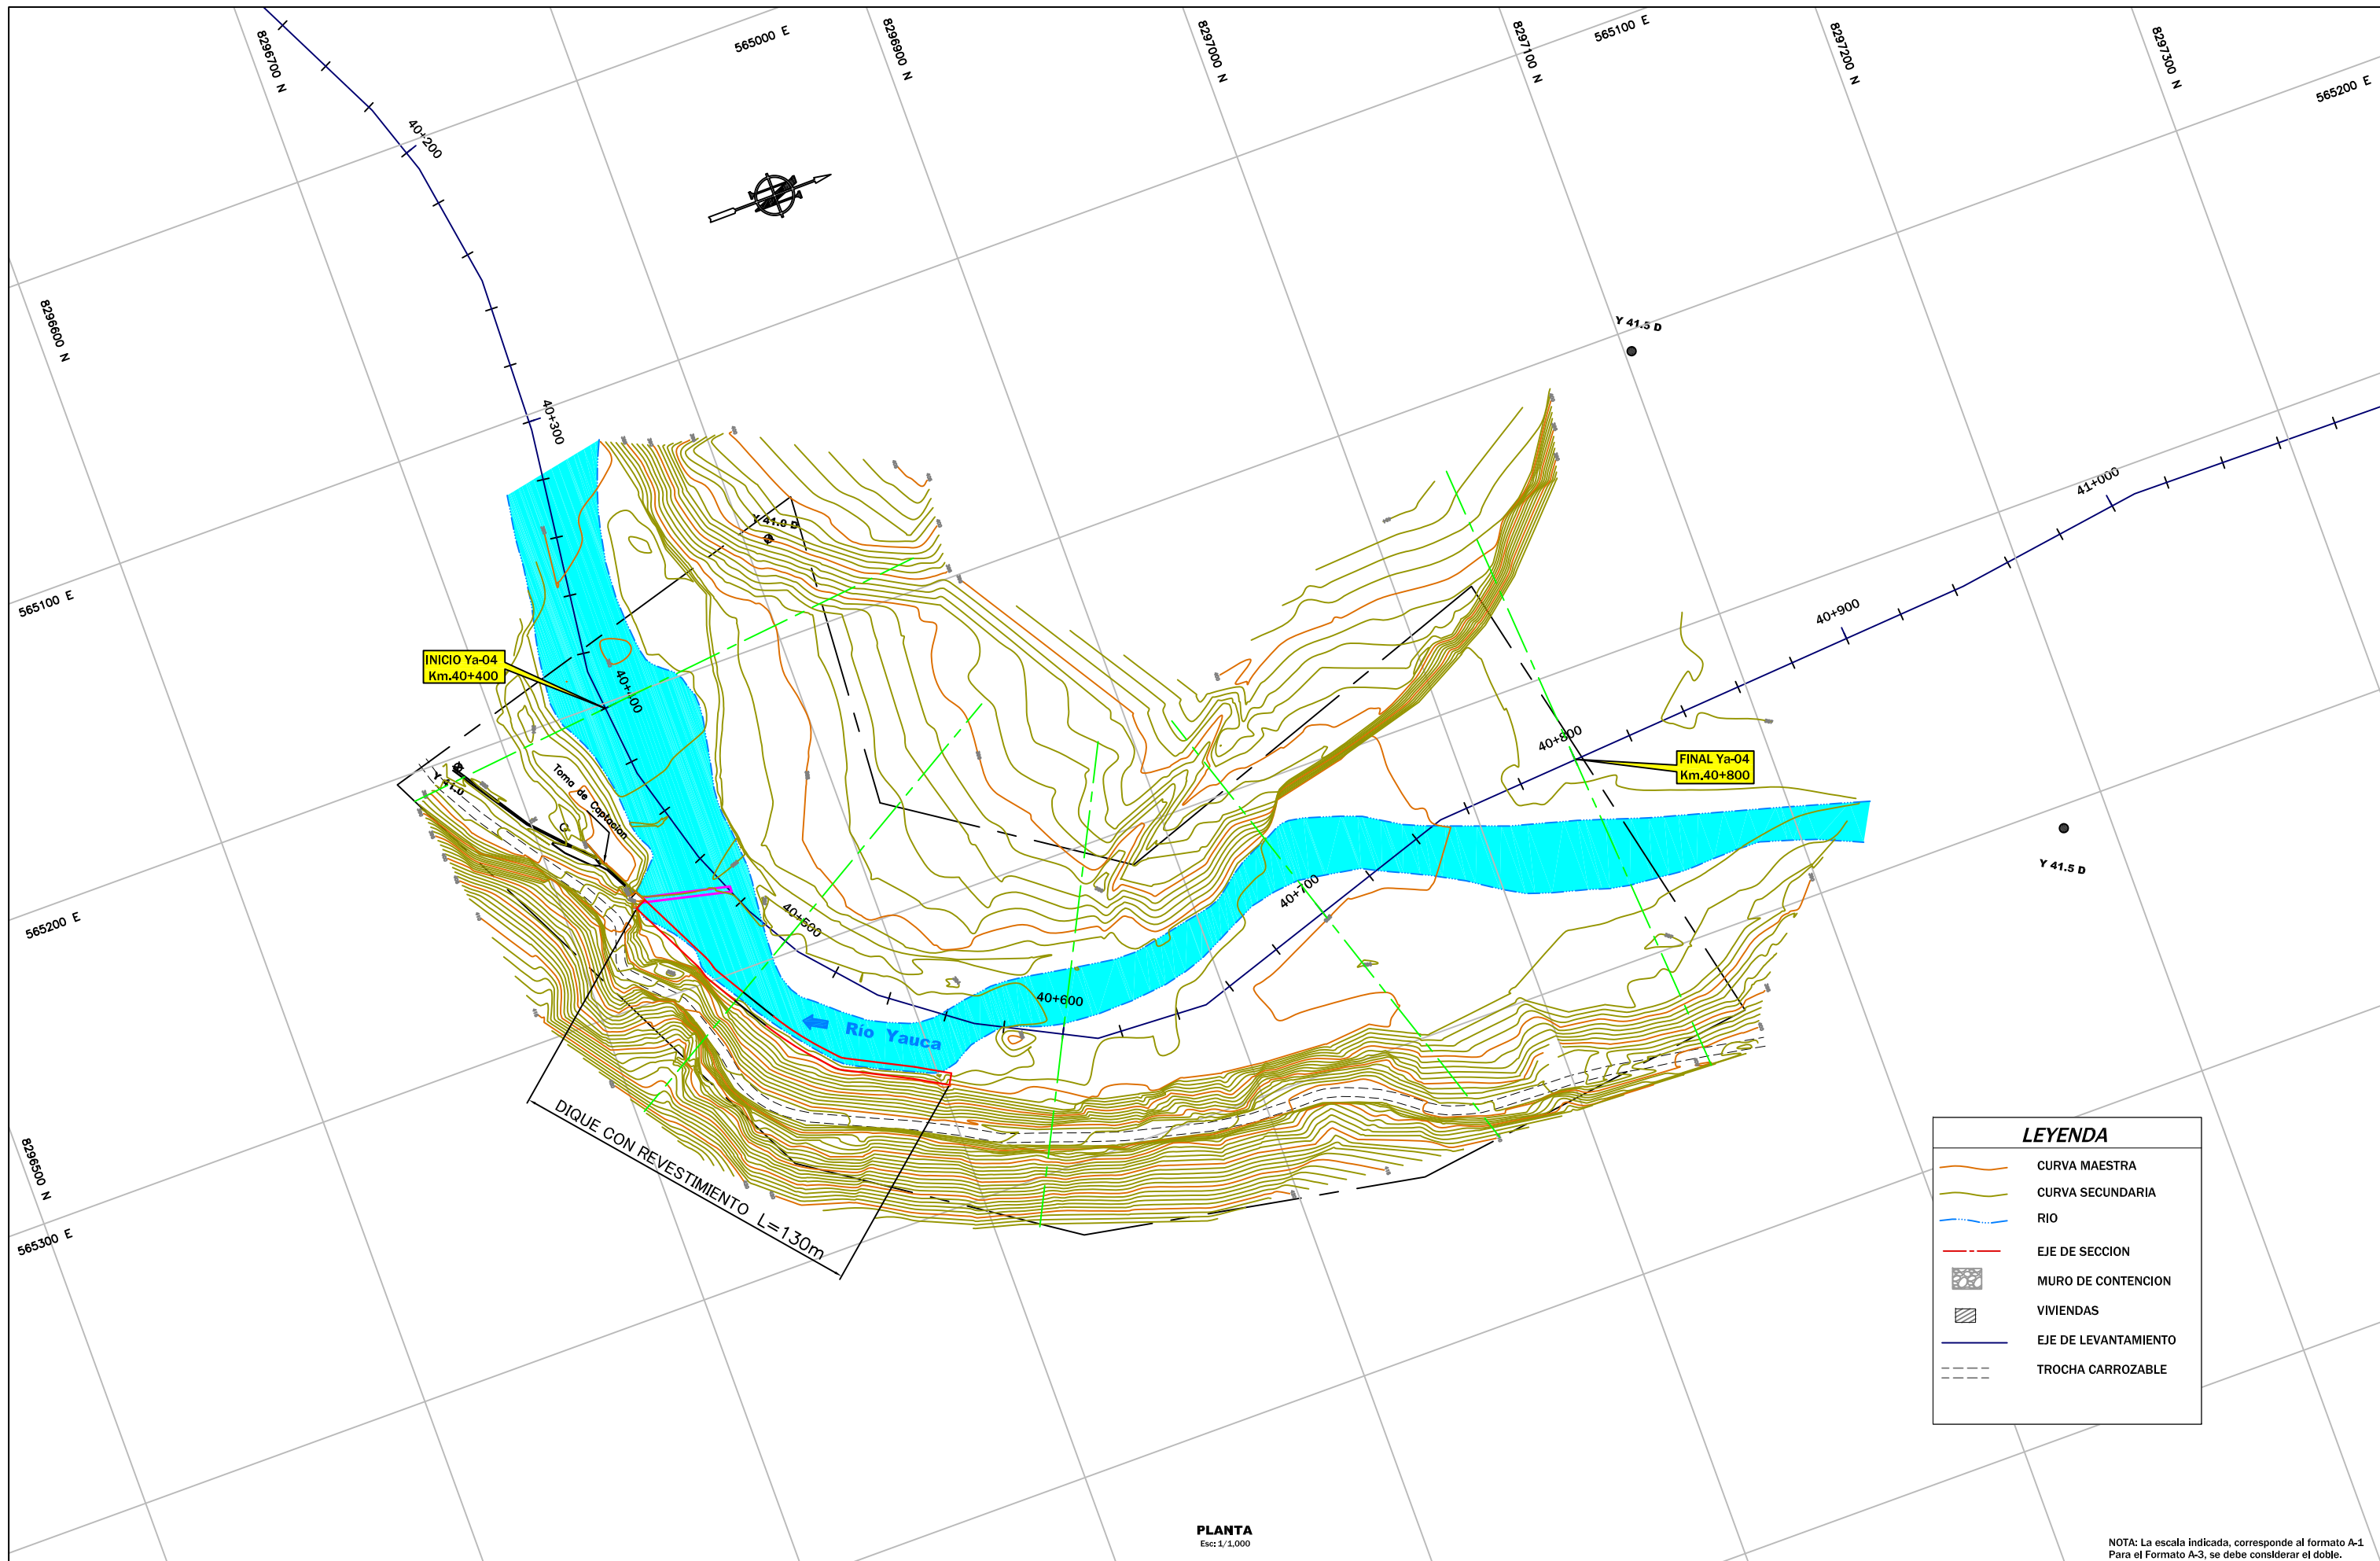 8296700 N
565000 E
8296900 N
8297000 N
8297100 N
565100 E
8297200 N
8297300 N
565200 E
40+200
8296600 N
Y 41.5 D
40+300
41+000
Y 41.0 D
565100 E
40+900
INICIO Ya-04
Km.40+400
40+400
40+800
FINAL Ya-04
Km.40+800
Y 41.0
Toma de Captacion
Y 41.5 D
565200 E
40+500
40+700
40+600
Río Yauca
DIQUE CON REVESTIMIENTO L=130m
8296500 N
565300 E
LEYENDA
CURVA MAESTRA
CURVA SECUNDARIA
RIO
EJE DE SECCION
MURO DE CONTENCION
VIVIENDAS
EJE DE LEVANTAMIENTO
TROCHA CARROZABLE
PLANTA
Esc: 1/1,000
NOTA: La escala indicada, corresponde al formato A-1
Para el Formato A-3, se debe considerar el doble.